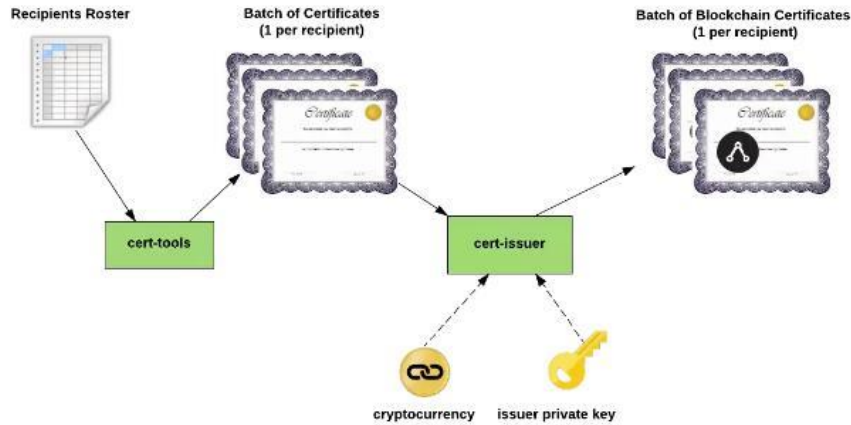 Recipients Roster
Batch of Certificates
(1 per recipient)
Batch of Blockchain Certificates
(1 per recipient)
Certificate
Certificate
cert-tools
cert-issuer
cryptocurrency
issuer private key